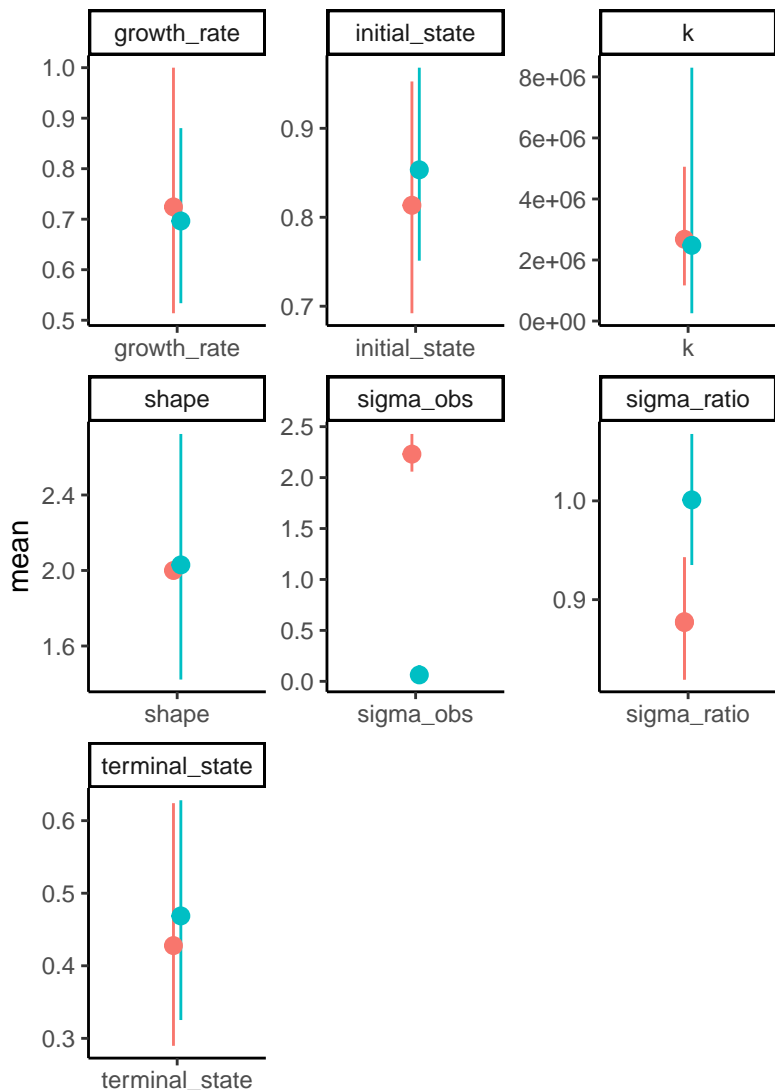 mean
growth_rate
1.0
0.9
0.8
0.7
0.6
0.5
growth_rate
initial_state
0.9
0.8
0.7
initial_state
k
8e+06
6e+06
4e+06
2e+06
0e+00
k
shape
2.4
2.0
1.6
shape
sigma_obs
2.5
2.0
1.5
1.0
0.5
0.0
sigma_obs
sigma_ratio
1.0
0.9
sigma_ratio
terminal_state
0.6
0.5
0.4
0.3
terminal_state